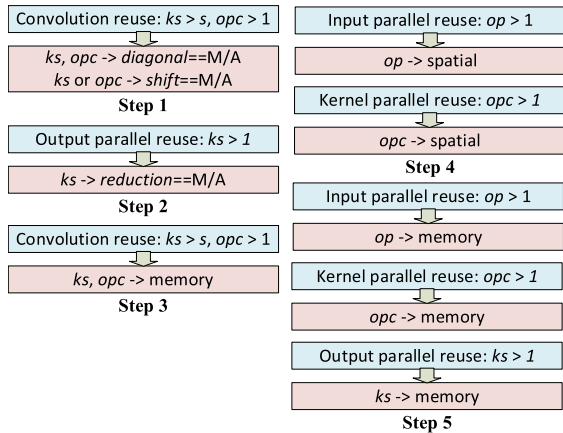 Convolution reuse: ks > s, opc > 1
ks, opc -> diagonal==M/A
ks or opc -> shift==M/A
Step 1
Output parallel reuse: ks > 1
ks -> reduction==M/A
Step 2
Convolution reuse: ks > s, opc > 1
ks, opc -> memory
Step 3
Input parallel reuse: op > 1
op -> spatial
Kernel parallel reuse: opc > 1
opc -> spatial
Step 4
Input parallel reuse: op > 1
op -> memory
Kernel parallel reuse: opc > 1
opc -> memory
Output parallel reuse: ks > 1
ks -> memory
Step 5